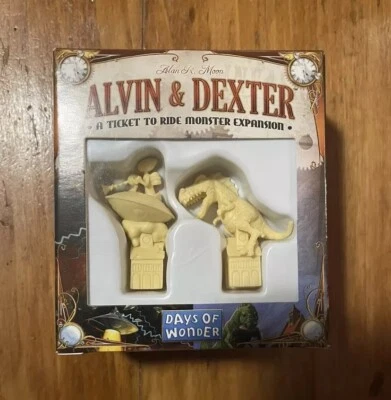 Alan R. Moon
ALVIN & DEXTER
• A TICKET TO RIDE MONSTER EXPANSION •
DAYS OF
WONDER